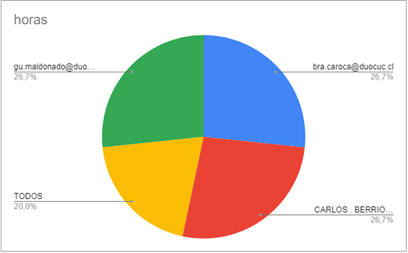 horas
gu.maldonado@duo…
26,7%
bra.caroca@duocuc.cl
26,7%
TODOS
20,0%
CARLOS . BERRIO…
26,7%